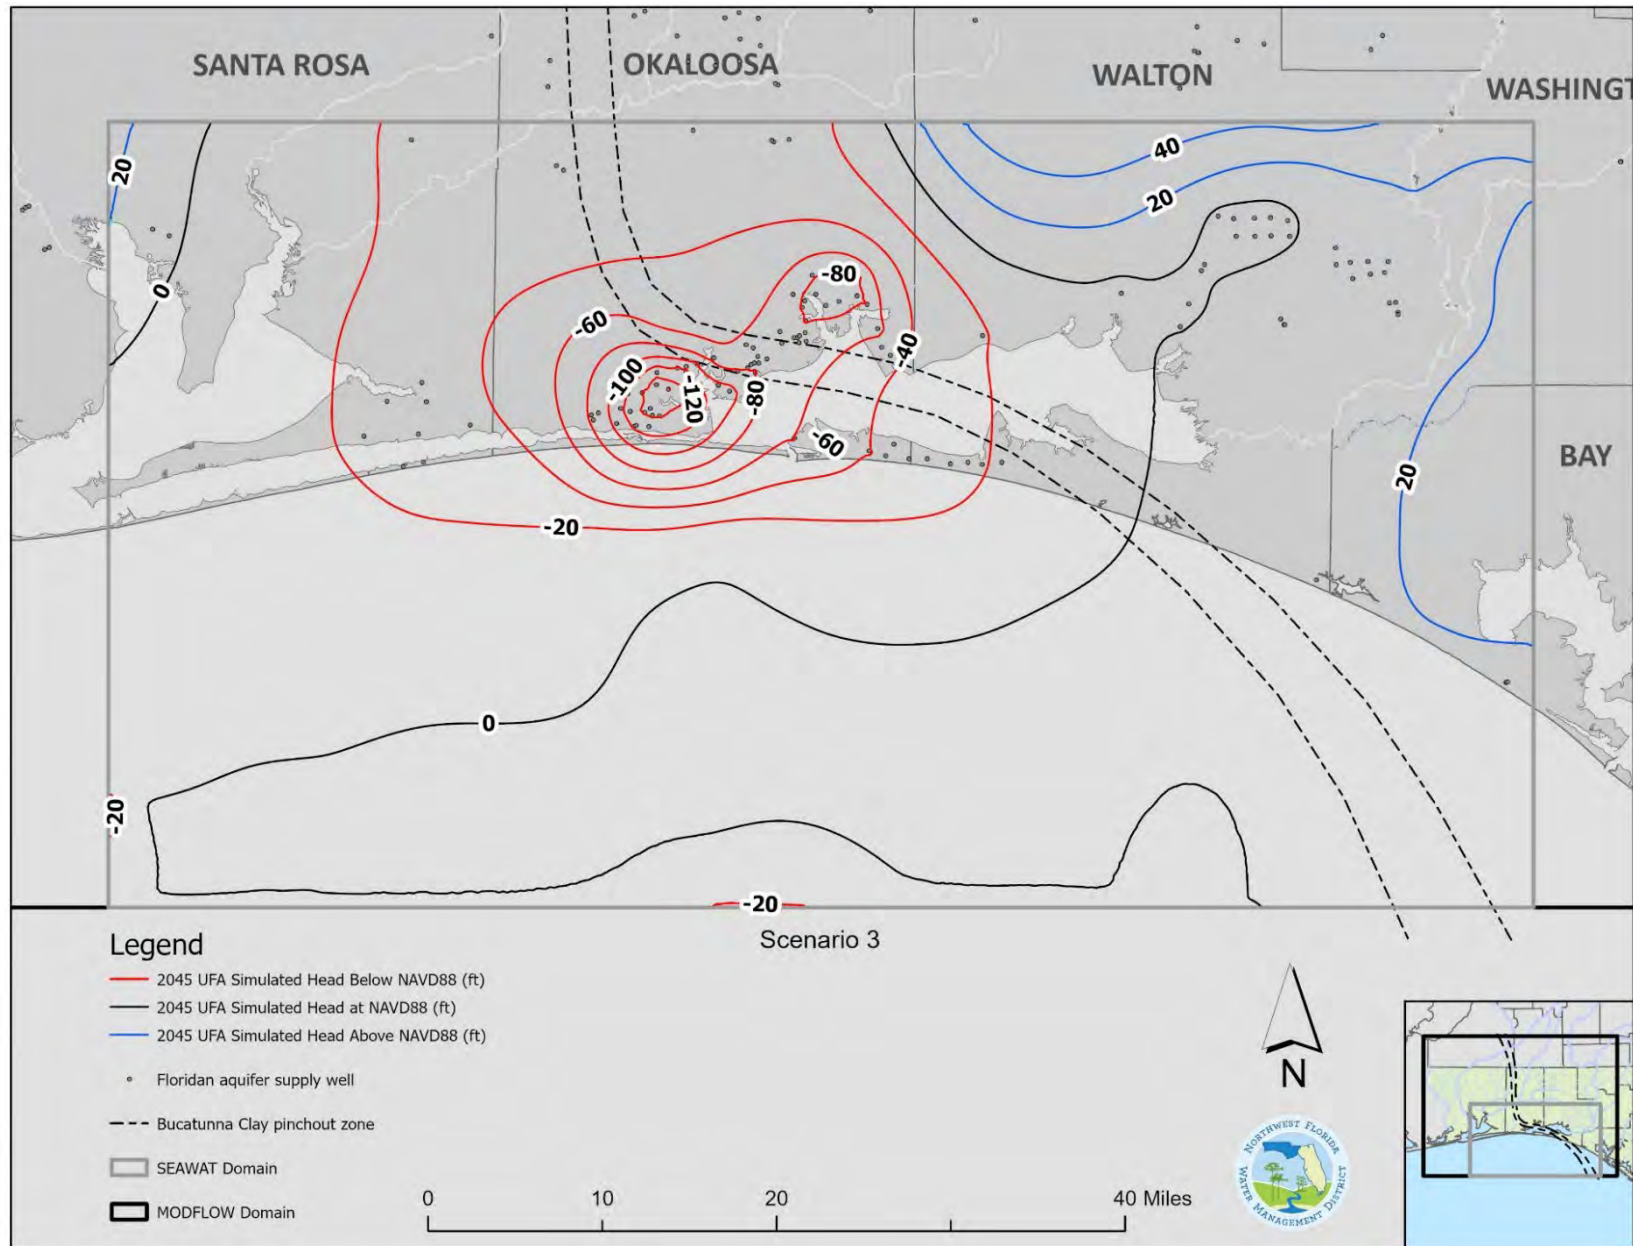 SANTA ROSA
OKALOOSA
WALTON
WASHINGT
20
0
40
20
-80
-60
-40
-100
-120
-80
-60
20
BAY
-20
0
-20
-20
Scenario 3
Legend
2045 UFA Simulated Head Below NAVD88 (ft)
2045 UFA Simulated Head at NAVD88 (ft)
2045 UFA Simulated Head Above NAVD88 (ft)
Floridan aquifer supply well
Bucatunna Clay pinchout zone
SEAWAT Domain
MODFLOW Domain
0 10 20 40 Miles
N
NORTHWEST FLORIDA
WATER MANAGEMENT DISTRICT